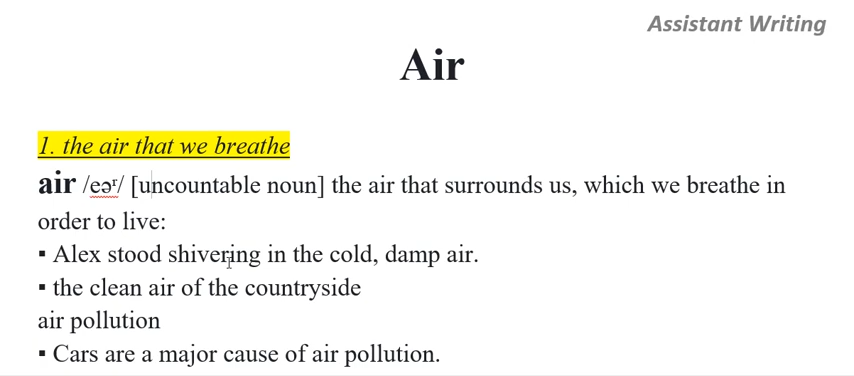 Assistant Writing
Air
1. the air that we breathe
air /eəʳ/ [uncountable noun] the air that surrounds us, which we breathe in
order to live:
▪ Alex stood shivering in the cold, damp air.
▪ the clean air of the countryside
air pollution
▪ Cars are a major cause of air pollution.